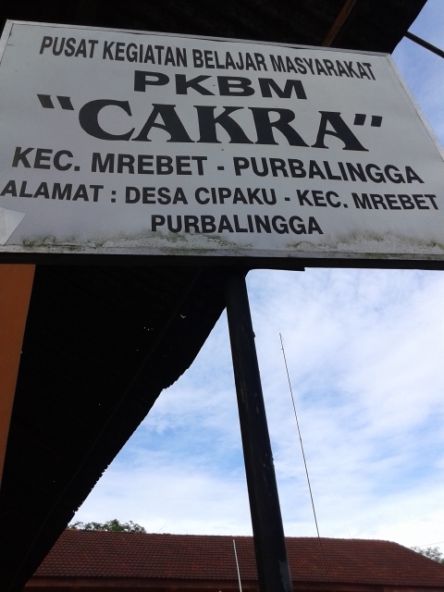 PUSAT KEGIATAN BELAJAR MASYARAKAT
PKBM
"CAKRA"
KEC. MREBET - PURBALINGGA
ALAMAT : DESA CIPAKU - KEC. MREBET
PURBALINGGA